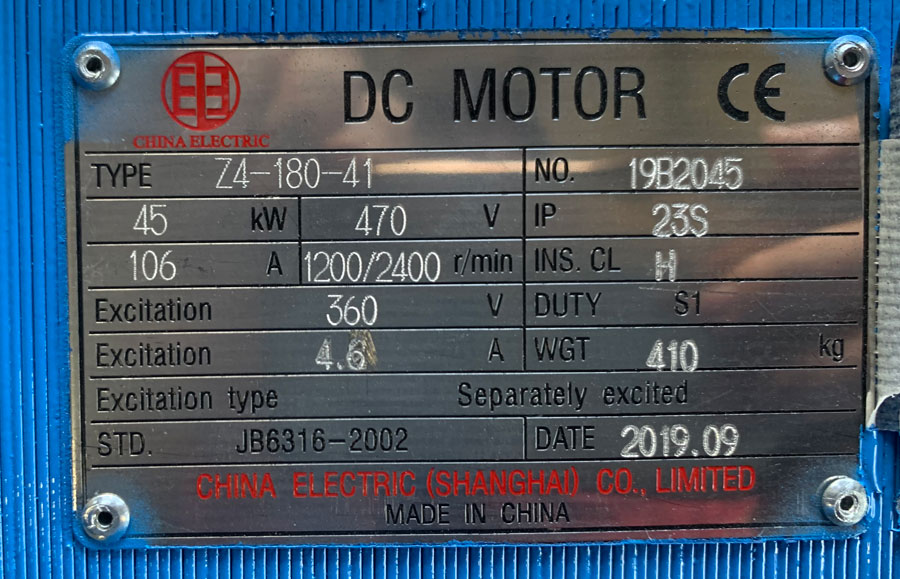 DC MOTOR CE
CHINA ELECTRIC
TYPE Z4-180-41 NO. 19B2045
45 kW 470 V IP 23S
106 A 1200/2400 r/min INS. CL H
Excitation 360 V DUTY S1
Excitation 4.6 A WGT 410 kg
Excitation type Separately excited
STD. JB6316-2002 DATE 2019.09
CHINA ELECTRIC (SHANGHAI) CO., LIMITED
MADE IN CHINA